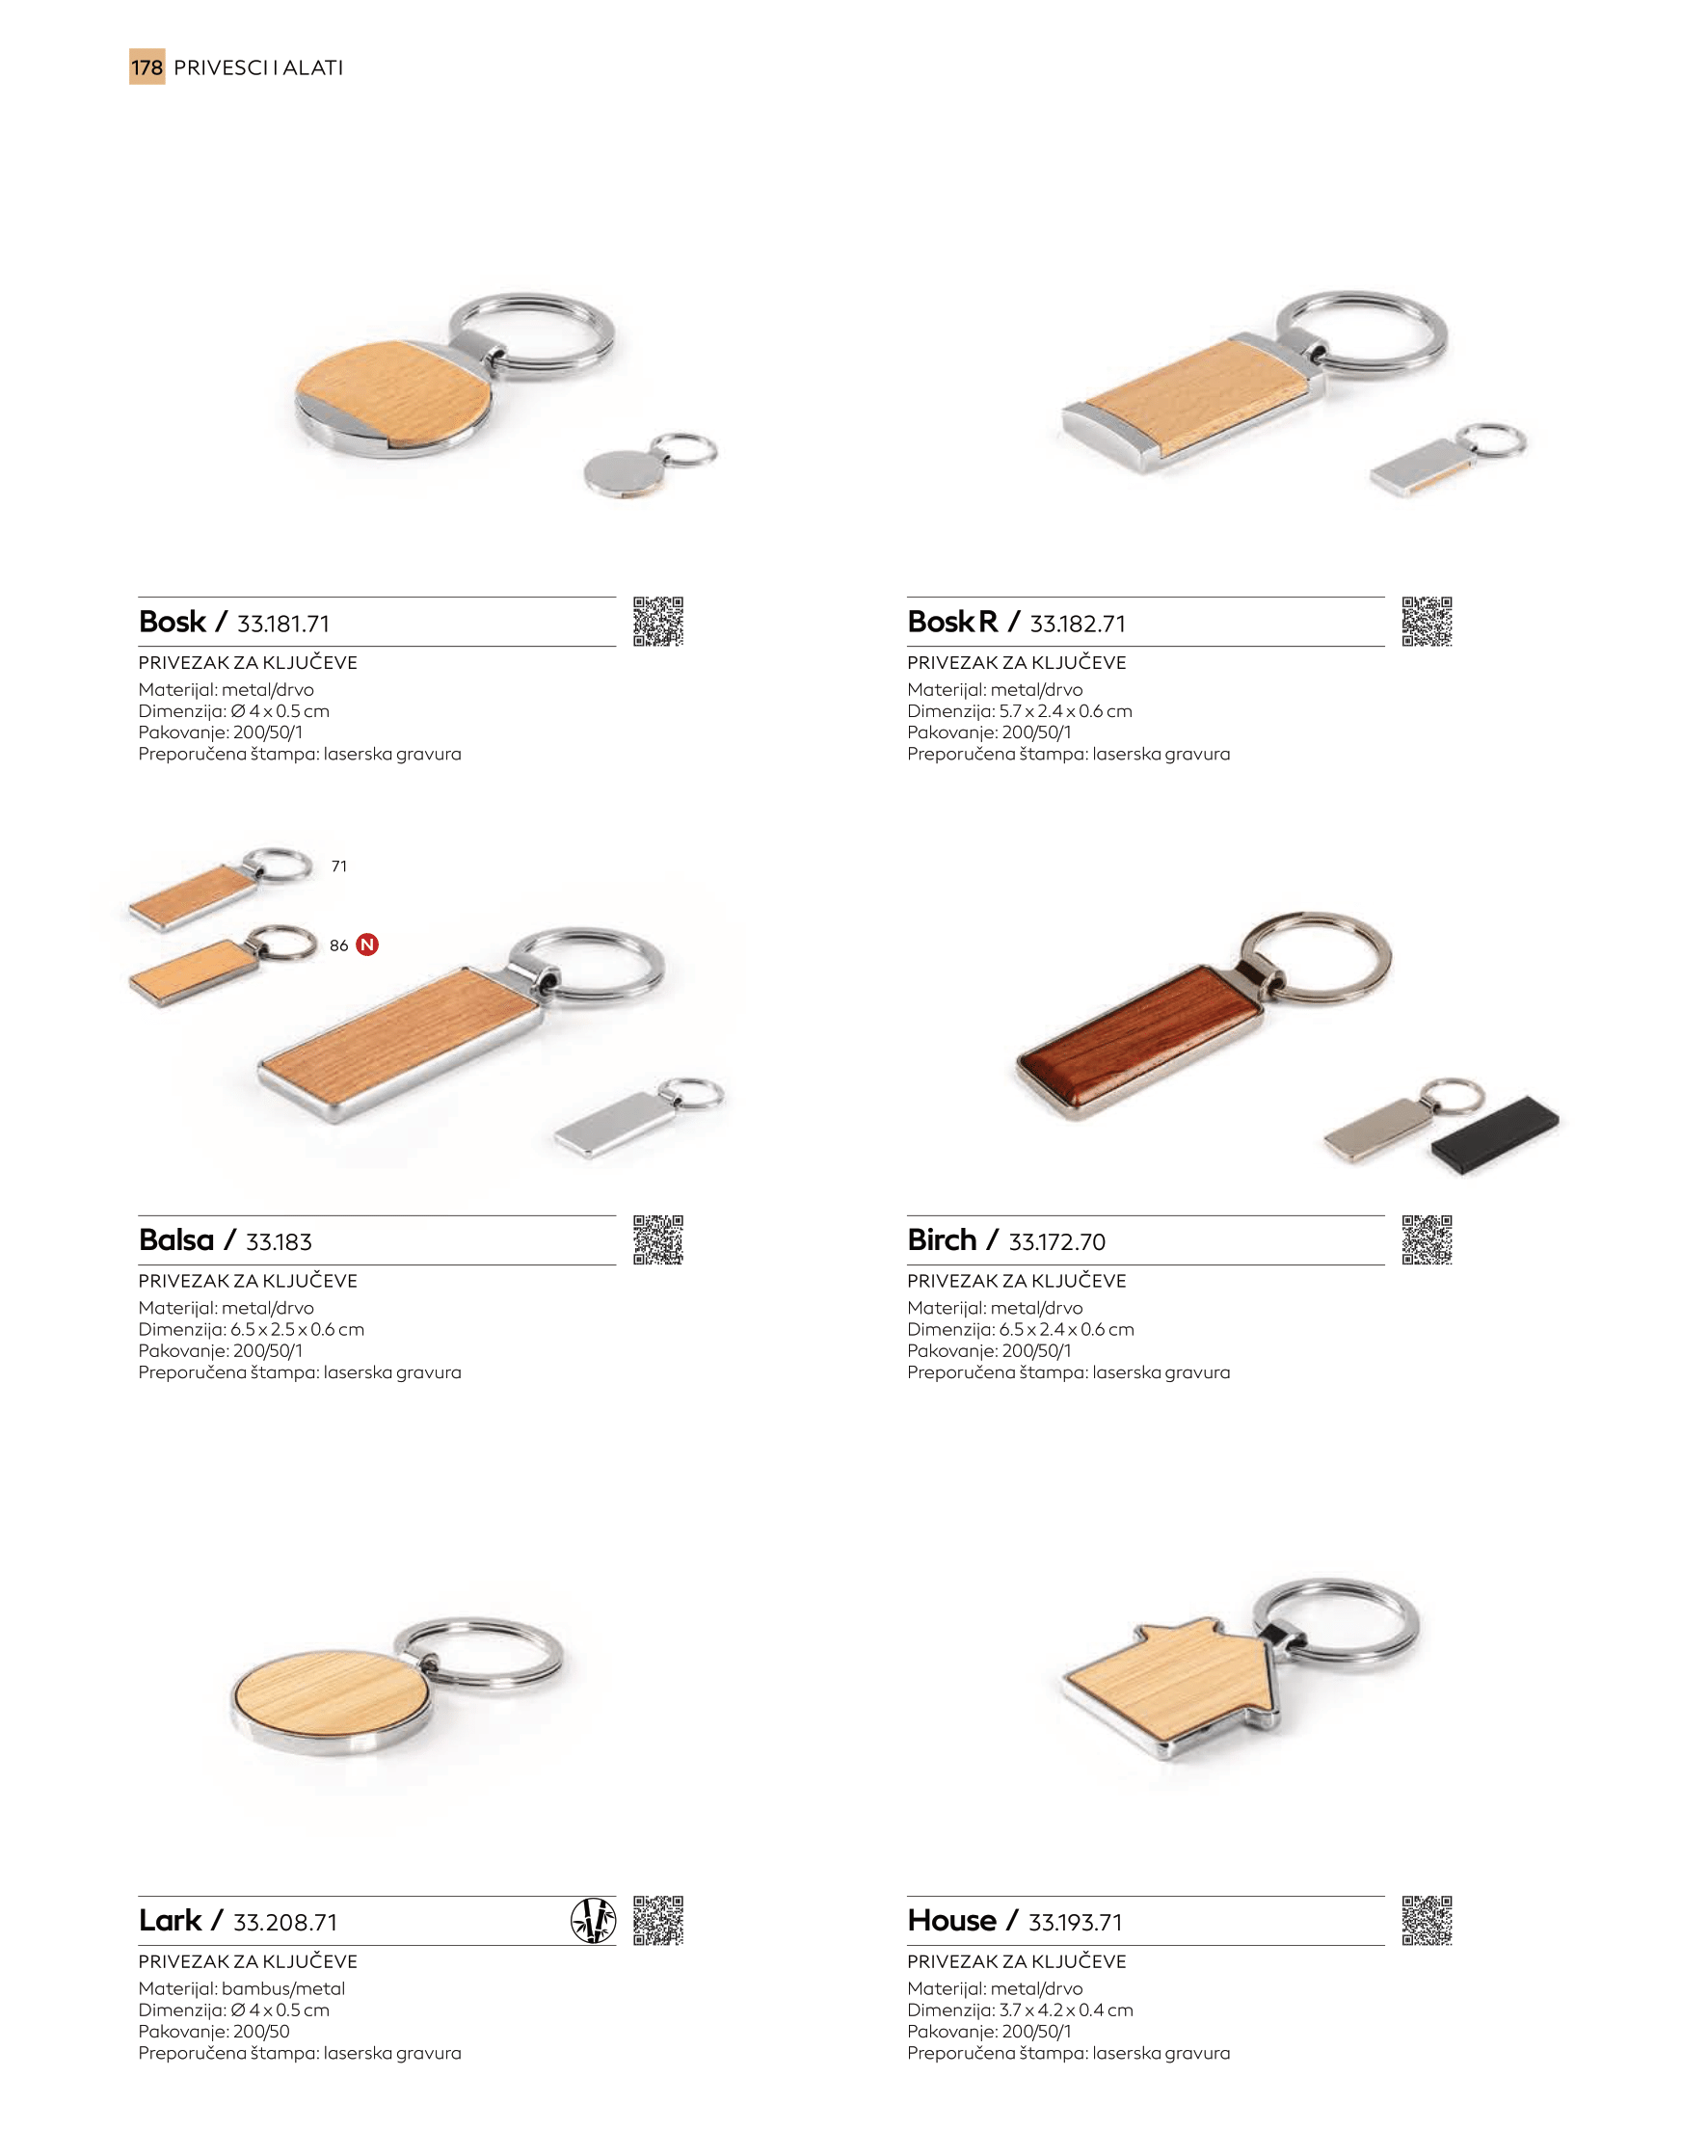 178 PRIVESCI I ALATI
Bosk / 33.181.71
PRIVEZAK ZA KLJUČEVE
Materijal: metal/drvo
Dimenzija: Ø 4 x 0.5 cm
Pakovanje: 200/50/1
Preporučena štampa: laserska gravura
Bosk R / 33.182.71
PRIVEZAK ZA KLJUČEVE
Materijal: metal/drvo
Dimenzija: 5.7 x 2.4 x 0.6 cm
Pakovanje: 200/50/1
Preporučena štampa: laserska gravura
71
86 N
Balsa / 33.183
PRIVEZAK ZA KLJUČEVE
Materijal: metal/drvo
Dimenzija: 6.5 x 2.5 x 0.6 cm
Pakovanje: 200/50/1
Preporučena štampa: laserska gravura
Birch / 33.172.70
PRIVEZAK ZA KLJUČEVE
Materijal: metal/drvo
Dimenzija: 6.5 x 2.4 x 0.6 cm
Pakovanje: 200/50/1
Preporučena štampa: laserska gravura
Lark / 33.208.71
PRIVEZAK ZA KLJUČEVE
Materijal: bambus/metal
Dimenzija: Ø 4 x 0.5 cm
Pakovanje: 200/50
Preporučena štampa: laserska gravura
House / 33.193.71
PRIVEZAK ZA KLJUČEVE
Materijal: metal/drvo
Dimenzija: 3.7 x 4.2 x 0.4 cm
Pakovanje: 200/50/1
Preporučena štampa: laserska gravura